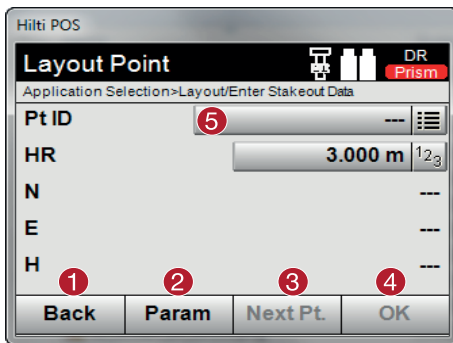 Hilti POS
Layout Point DR
Prism
Application Selection>Layout/Enter Stakeout Data
Pt ID 5 ---
HR 3.000 m 123
N ---
E ---
H ---
1 2 3 4
Back Param Next Pt. OK